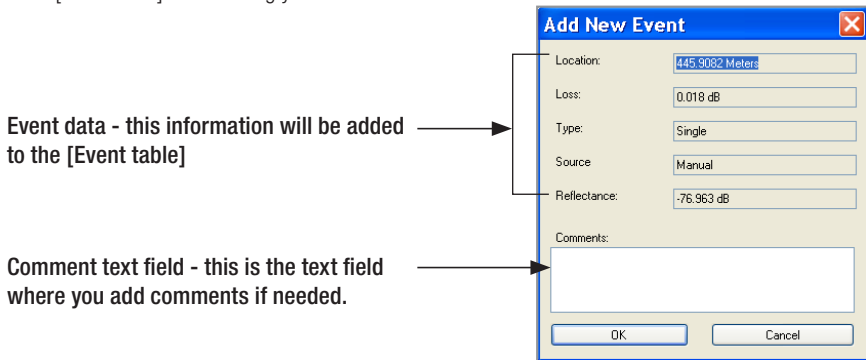 Add New Event
Location: 445.9082 Meters
Loss: 0.018 dB
Event data - this information will be added
to the [Event table]
Type: Single
Source Manual
Reflectance: -76.963 dB
Comments:
Comment text field - this is the text field
where you add comments if needed.
OK Cancel